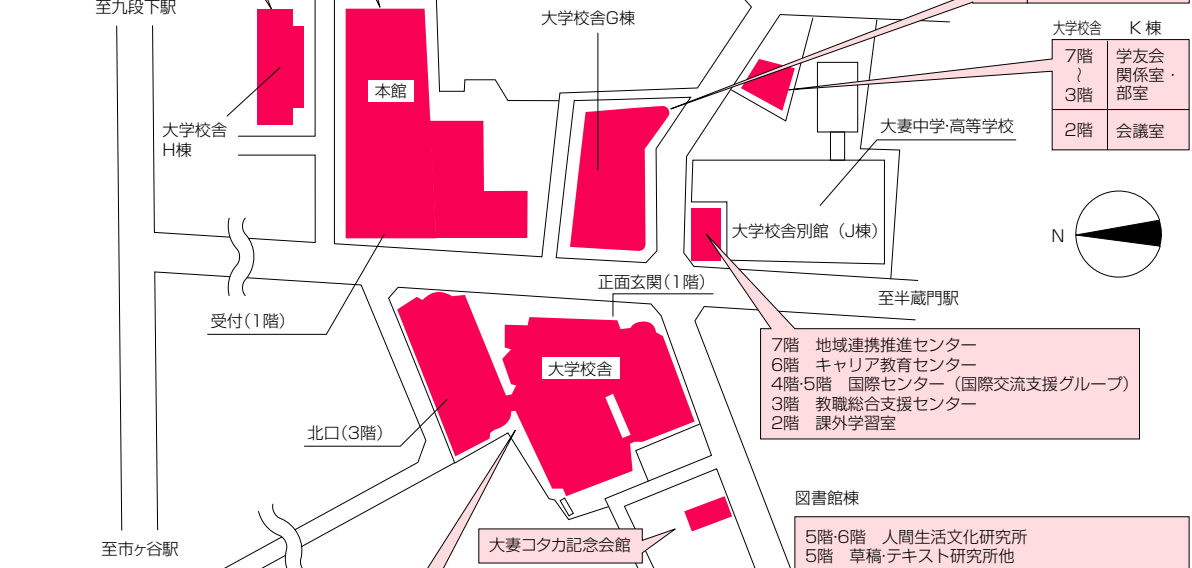 至九段下駅
大学校舎G棟
大学校舎 K棟
7階 学友会
～ 関係室・
3階 部室
2階 会議室
本館
大学校舎
H棟
大妻中学・高等学校
大学校舎別館（J棟）
N
正面玄関（1階）
至半蔵門駅
受付（1階）
7階 地域連携推進センター
6階 キャリア教育センター
4階・5階 国際センター（国際交流支援グループ）
3階 教職総合支援センター
2階 課外学習室
大学校舎
北口（3階）
図書館棟
5階・6階 人間生活文化研究所
5階 草稿・テキスト研究所他
大妻コタカ記念会館
至市ヶ谷駅